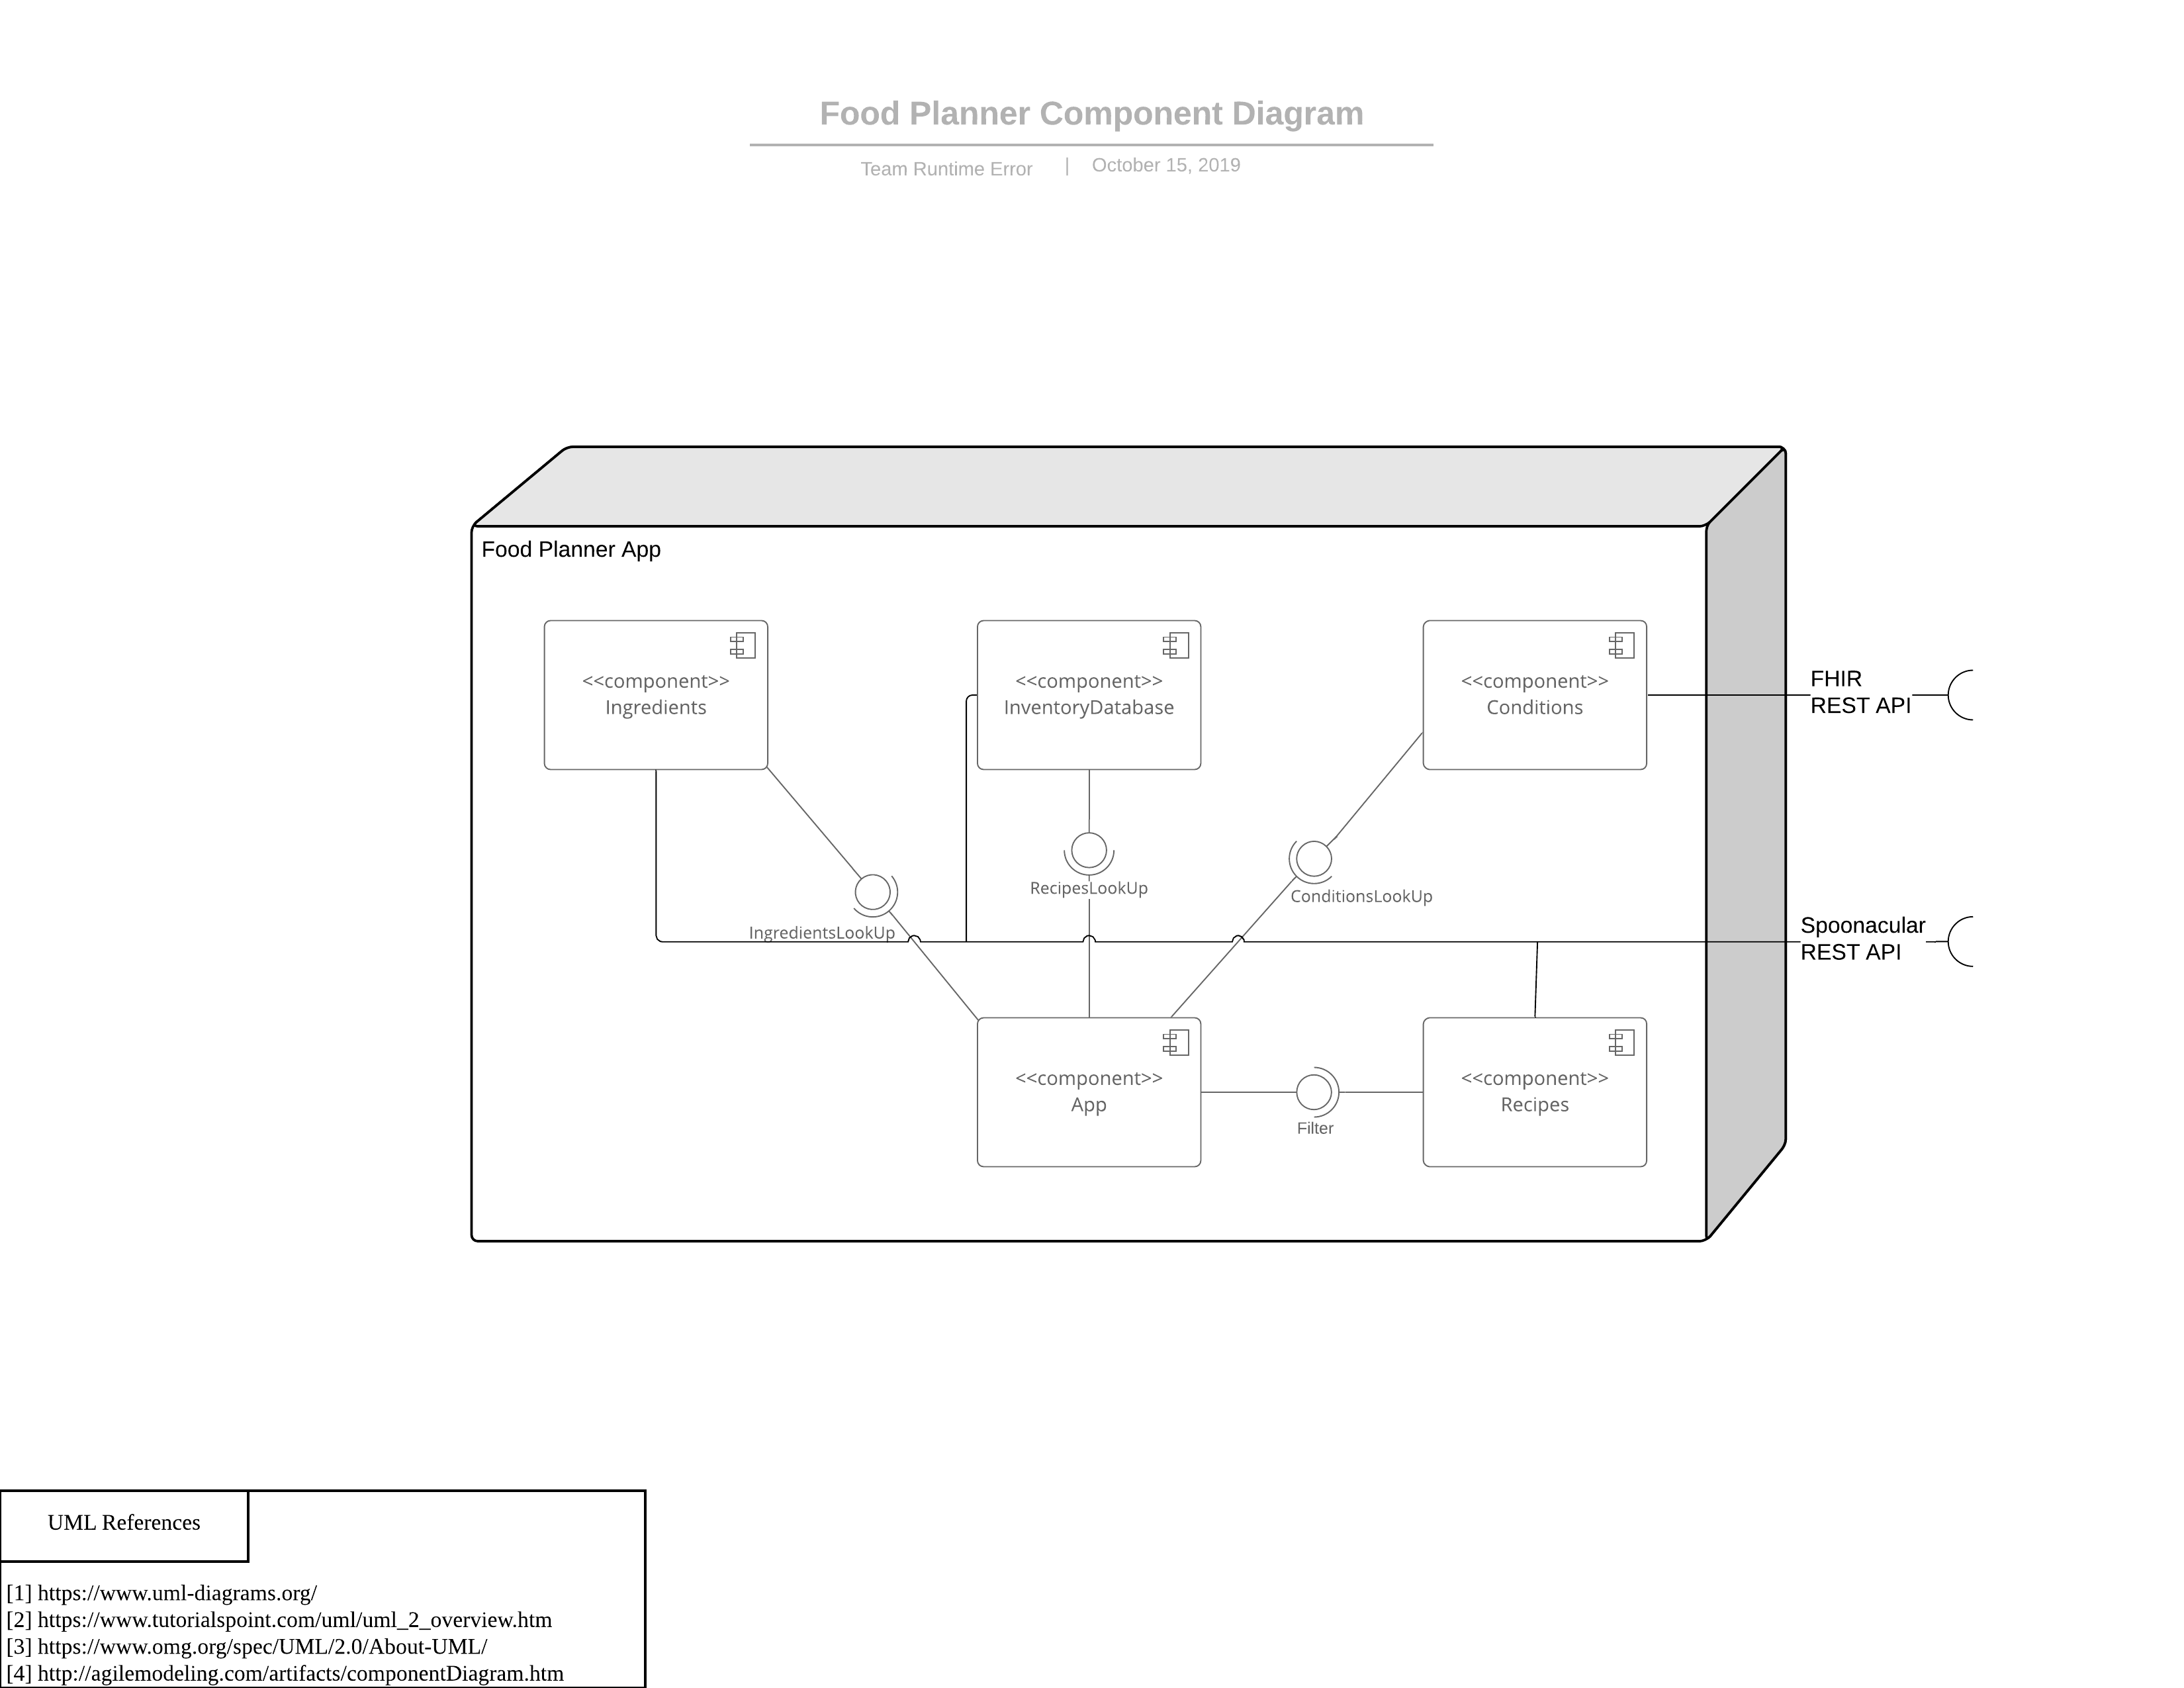 Food Planner Component Diagram
Team Runtime Error | October 15, 2019
Food Planner App
<<component>>
Ingredients
<<component>>
InventoryDatabase
<<component>>
Conditions
FHIR
REST API
RecipesLookUp
ConditionsLookUp
IngredientsLookUp
Spoonacular
REST API
<<component>>
App
Filter
<<component>>
Recipes
UML References
[1] https://www.uml-diagrams.org/
[2] https://www.tutorialspoint.com/uml/uml_2_overview.htm
[3] https://www.omg.org/spec/UML/2.0/About-UML/
[4] http://agilemodeling.com/artifacts/componentDiagram.htm